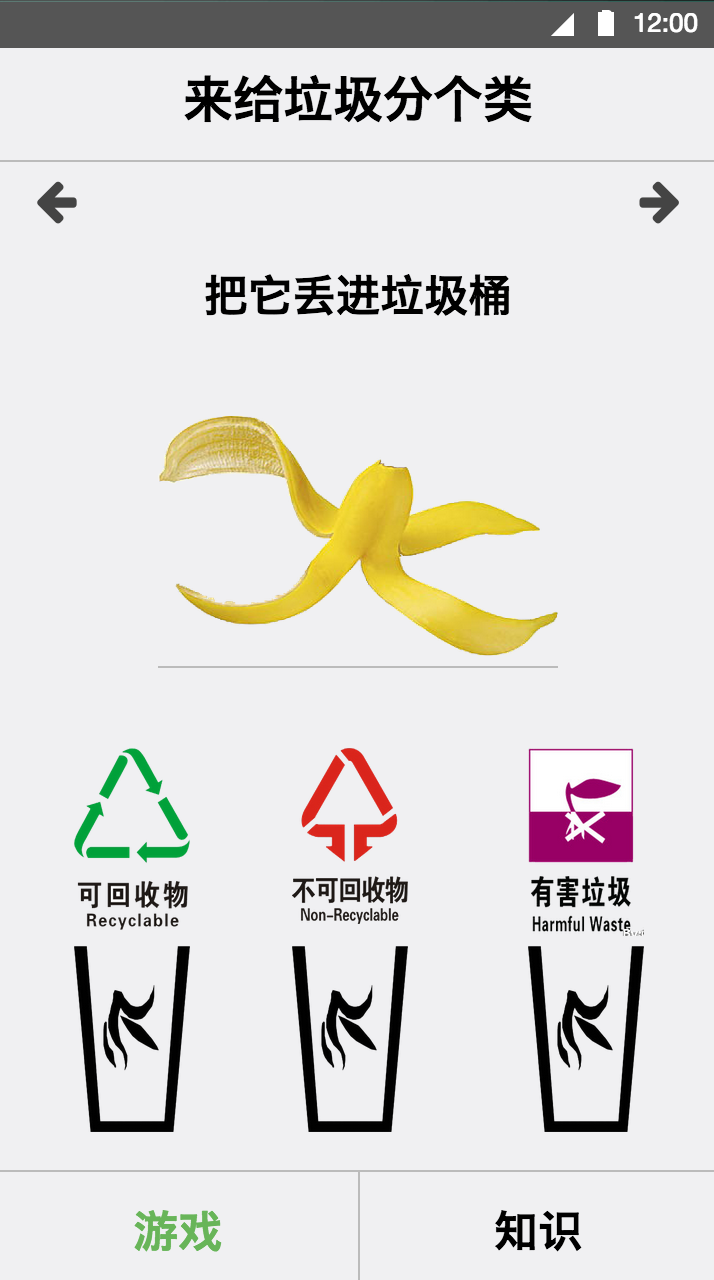 12:00
来给垃圾分个类
把它丢进垃圾桶
可回收物
Recyclable
不可回收物
Non-Recyclable
有害垃圾
Harmful Waste
游戏
知识